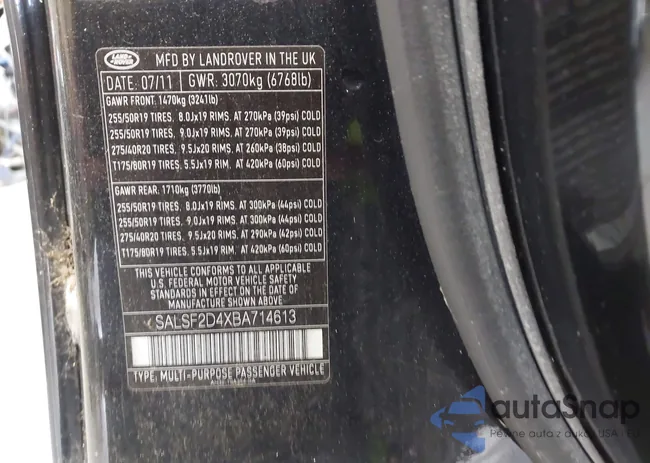 LAND ROVER
MFD BY LANDROVER IN THE UK
DATE: 07/11 GWR: 3070kg (6768lb)
GAWR FRONT: 1470kg (3241lb)
255/50R19 TIRES. 8.0Jx19 RIMS. AT 270kPa (39psi) COLD
255/50R19 TIRES. 9.0Jx19 RIMS. AT 270kPa (39psi) COLD
275/40R20 TIRES. 9.5Jx20 RIMS. AT 260kPa (38psi) COLD
T175/80R19 TIRES. 5.5Jx19 RIM. AT 420kPa (60psi) COLD
GAWR REAR: 1710kg (3770lb)
255/50R19 TIRES. 8.0Jx19 RIMS. AT 300kPa (44psi) COLD
255/50R19 TIRES. 9.0Jx19 RIMS. AT 300kPa (44psi) COLD
275/40R20 TIRES. 9.5Jx20 RIMS. AT 290kPa (42psi) COLD
T175/80R19 TIRES. 5.5Jx19 RIM. AT 420kPa (60psi) COLD
THIS VEHICLE CONFORMS TO ALL APPLICABLE
U.S. FEDERAL MOTOR VEHICLE SAFETY
STANDARDS IN EFFECT ON THE DATE OF
MANUFACTURE SHOWN ABOVE
SALSF2D4XBA714613
TYPE: MULTI-PURPOSE PASSENGER VEHICLE
autoSnap
Pewne auta z aukcji USA i EU